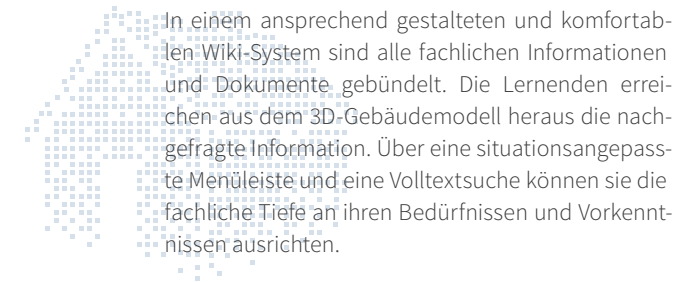 In einem ansprechend gestalteten und komfortab-
len Wiki-System sind alle fachlichen Informationen
und Dokumente gebündelt. Die Lernenden errei-
chen aus dem 3D-Gebäudemodell heraus die nach-
gefragte Information. Über eine situationsangepass-
te Menüleiste und eine Volltextsuche können sie die
fachliche Tiefe an ihren Bedürfnissen und Vorkennt-
nissen ausrichten.